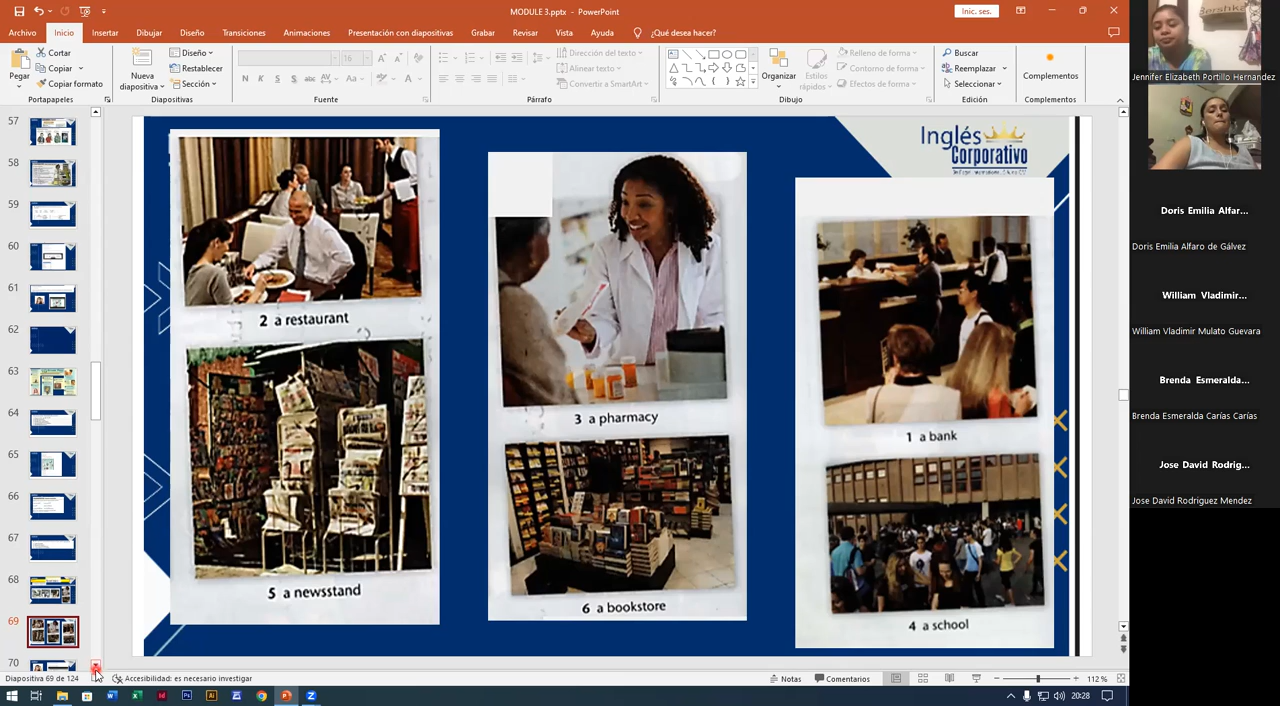 MODULE 3.pptx - PowerPoint
Inic. ses.
Archivo Inicio Insertar Dibujar Diseño Transiciones Animaciones Presentación con diapositivas Grabar Revisar Vista Ayuda ¿Qué desea hacer?
Pegar
Cortar
Copiar
Copiar formato
Portapapeles
Nueva
diapositiva
Diseño
Restablecer
Sección
Diapositivas
16
N K S S abc AV Aa A
Fuente
Dirección del texto
Alinear texto
Convertir a SmartArt
Párrafo
Organizar
Estilos
rápidos
Relleno de forma
Contorno de forma
Efectos de forma
Dibujo
Buscar
Reemplazar
Seleccionar
Edición
Complementos
Complementos
57
58
59
60
61
62
63
64
65
66
67
68
69
70
Inglés
Corporativo
2 a restaurant
5 a newsstand
3 a pharmacy
6 a bookstore
1 a bank
4 a school
Bershka
Jennifer Elizabeth Portillo Hernandez
Doris Emilia Alfar...
Doris Emilia Alfaro de Gálvez
William Vladimir...
William Vladimir Mulato Guevara
Brenda Esmeralda...
Brenda Esmeralda Carías Carías
Jose David Rodrig...
Jose David Rodriguez Mendez
Diapositiva 69 de 124
Accesibilidad: es necesario investigar
Notas
Comentarios
112 %
20:28